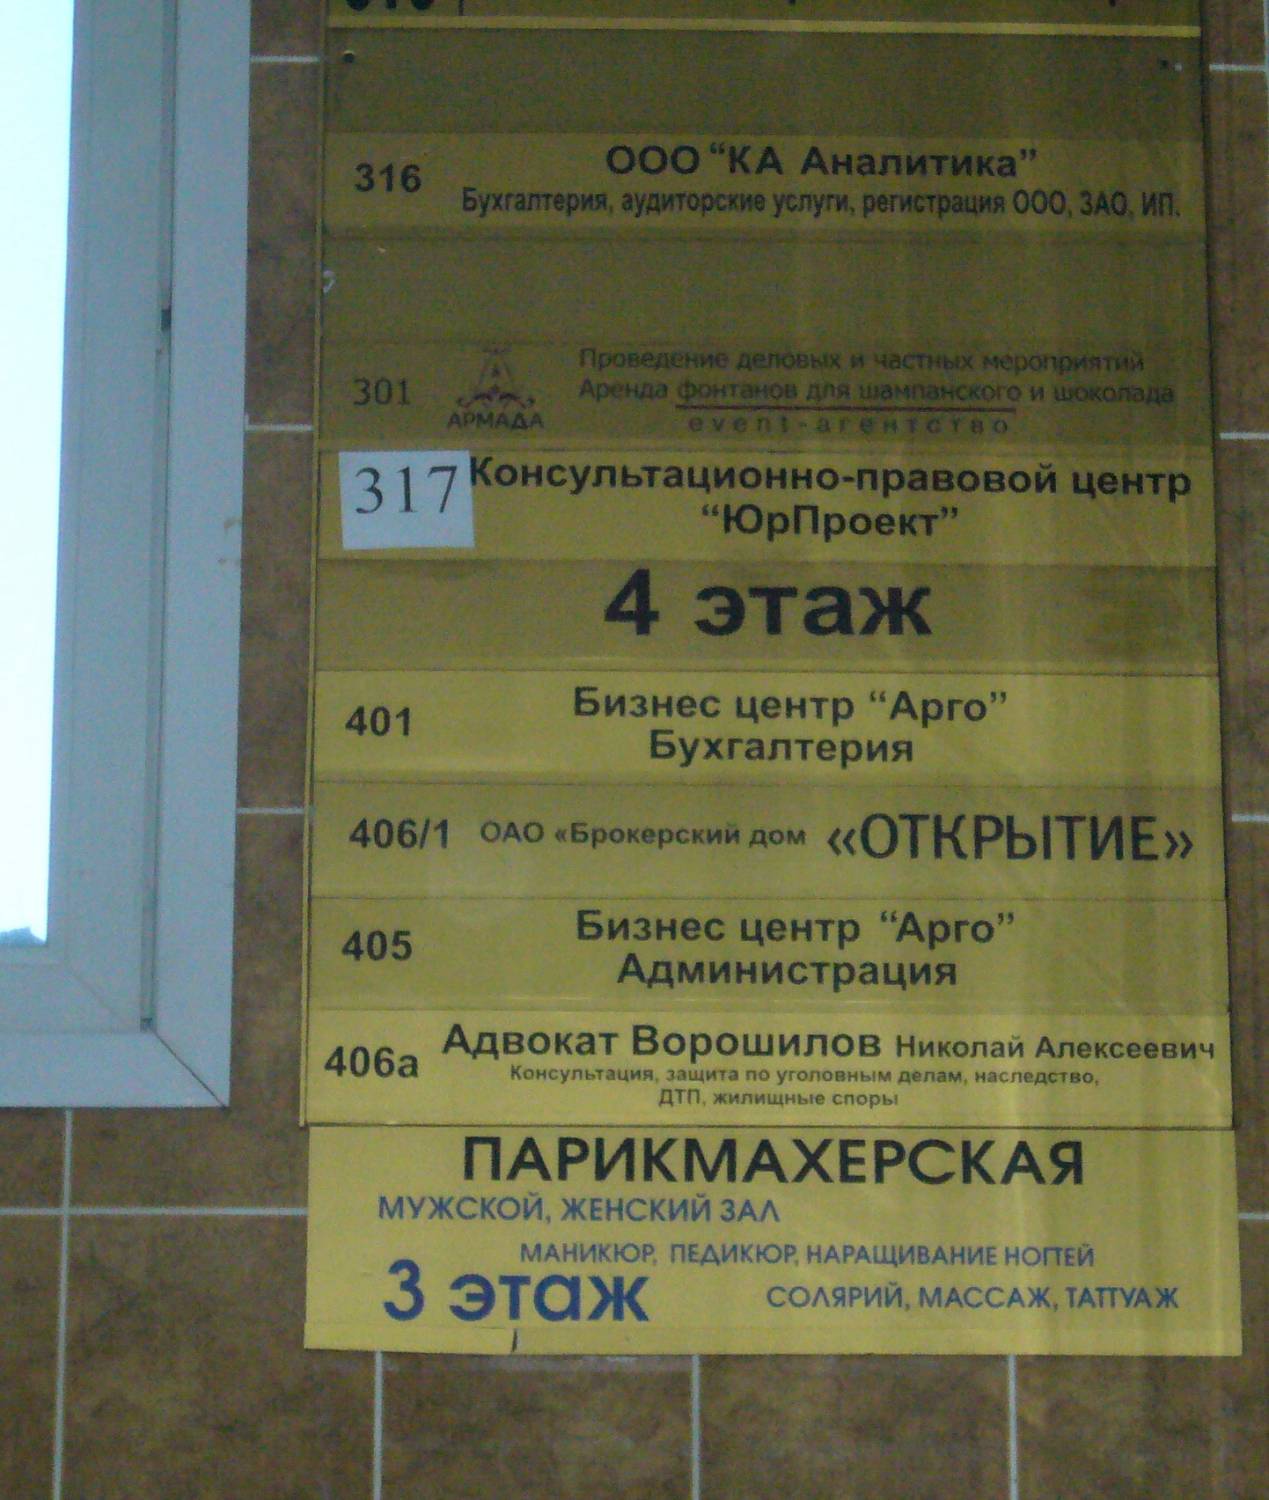 316 ООО "КА Аналитика"
Бухгалтерия, аудиторские услуги, регистрация ООО, ЗАО, ИП.
Проведение деловых и частных мероприятий
301 АРМАДА Аренда фонтанов для шампанского и шоколада
event-агентство
317 Консультационно-правовой центр
"ЮрПроект"
4 этаж
401 Бизнес центр "Арго"
Бухгалтерия
406/1 ОАО «Брокерский дом «ОТКРЫТИЕ»
405 Бизнес центр "Арго"
Администрация
406а Адвокат Ворошилов Николай Алексеевич
Консультация, защита по уголовным делам, наследство,
ДТП, жилищные споры
ПАРИКМАХЕРСКАЯ
МУЖСКОЙ, ЖЕНСКИЙ ЗАЛ
МАНИКЮР, ПЕДИКЮР, НАРАЩИВАНИЕ НОГТЕЙ
3 этаж СОЛЯРИЙ, МАССАЖ, ТАТТУАЖ